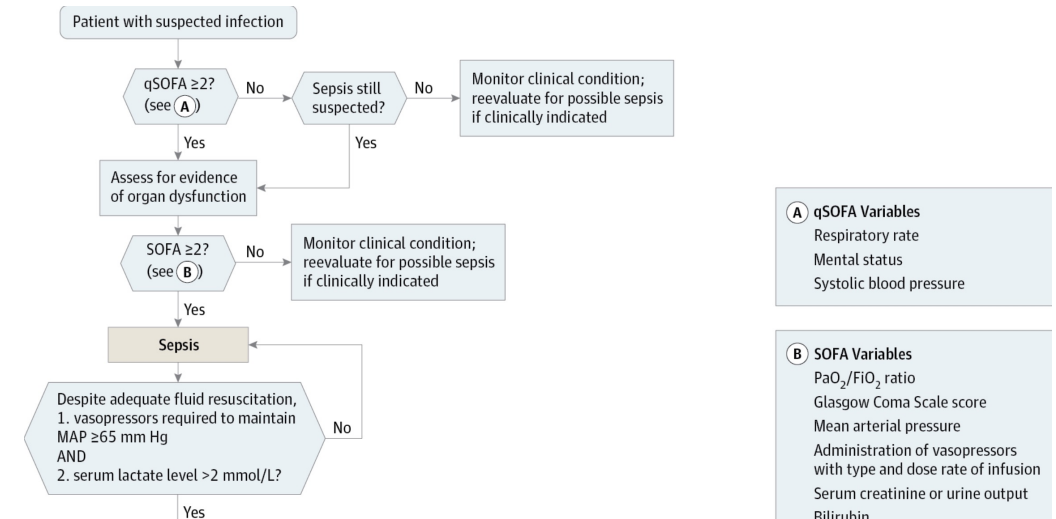 Patient with suspected infection
qSOFA ≥2?
(see A)
No
Sepsis still
suspected?
No
Monitor clinical condition;
reevaluate for possible sepsis
if clinically indicated
Yes
Yes
Assess for evidence
of organ dysfunction
SOFA ≥2?
(see B)
No
Monitor clinical condition;
reevaluate for possible sepsis
if clinically indicated
Yes
Sepsis
Despite adequate fluid resuscitation,
1. vasopressors required to maintain
MAP ≥65 mm Hg
AND
2. serum lactate level >2 mmol/L?
No
Yes
A qSOFA Variables
Respiratory rate
Mental status
Systolic blood pressure
B SOFA Variables
PaO₂/FiO₂ ratio
Glasgow Coma Scale score
Mean arterial pressure
Administration of vasopressors
with type and dose rate of infusion
Serum creatinine or urine output
Bilirubin